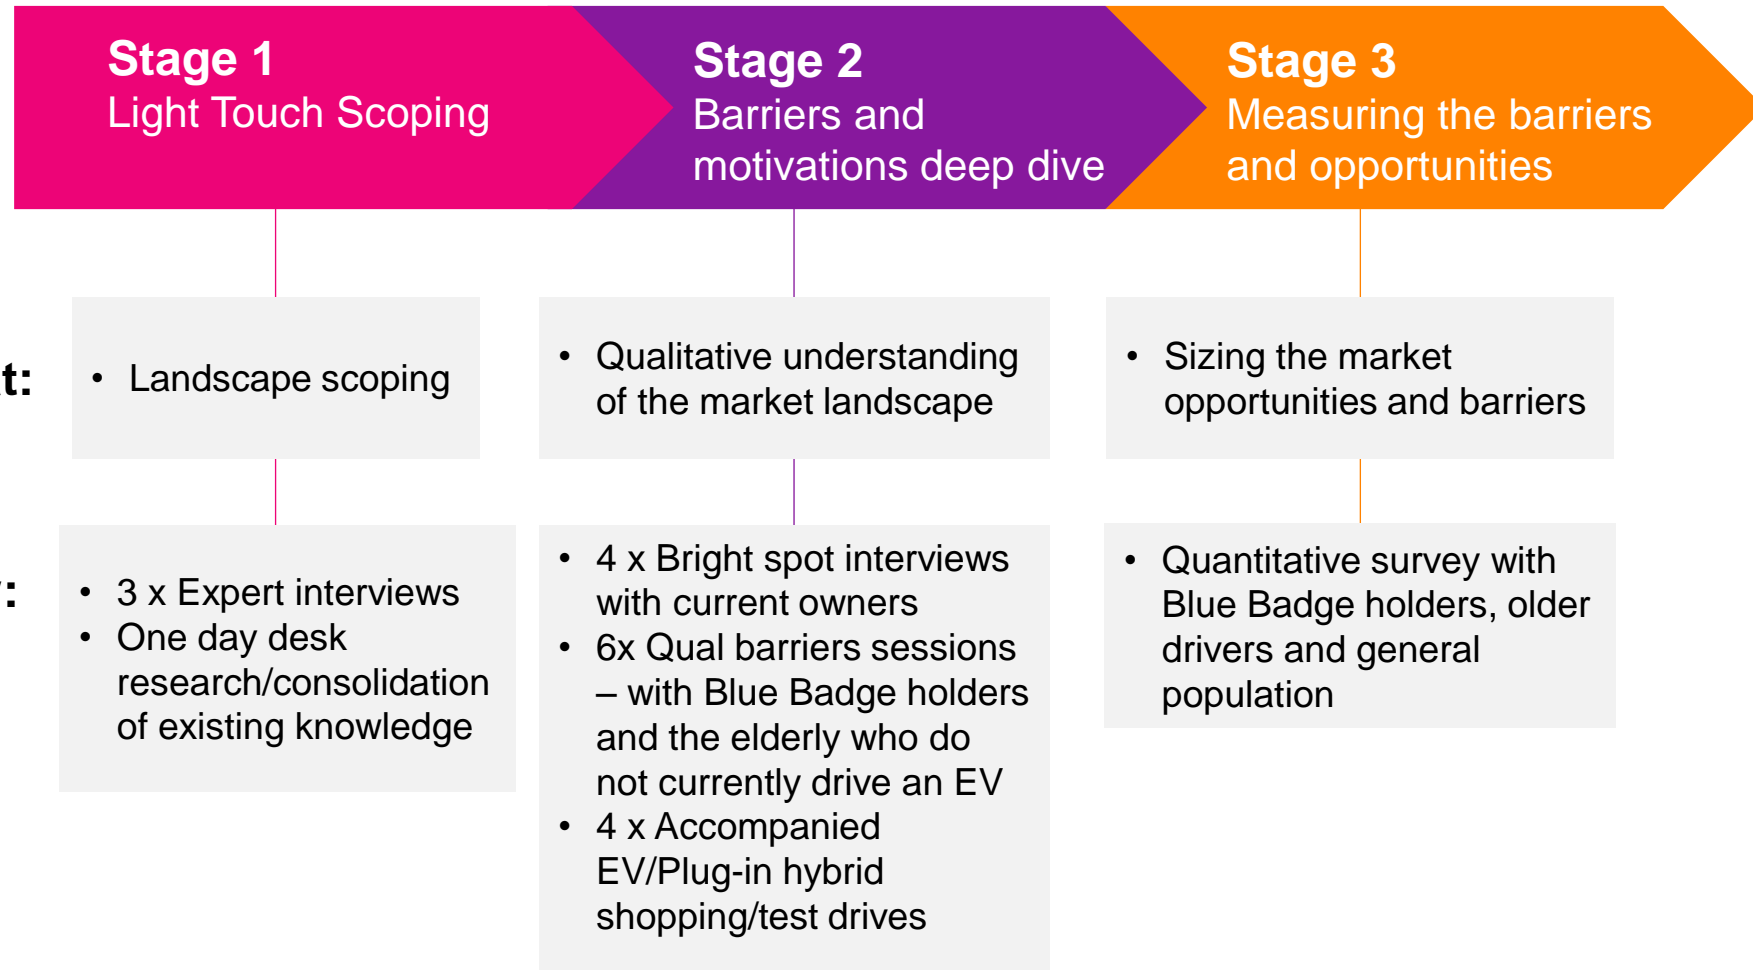 Stage 1
Light Touch Scoping
Stage 2
Barriers and
motivations deep dive
Stage 3
Measuring the barriers
and opportunities
t:
• Landscape scoping
• Qualitative understanding
of the market landscape
• Sizing the market
opportunities and barriers
:
• 3 x Expert interviews
• One day desk
research/consolidation
of existing knowledge
• 4 x Bright spot interviews
with current owners
• 6x Qual barriers sessions
– with Blue Badge holders
and the elderly who do
not currently drive an EV
• 4 x Accompanied
EV/Plug-in hybrid
shopping/test drives
• Quantitative survey with
Blue Badge holders, older
drivers and general
population